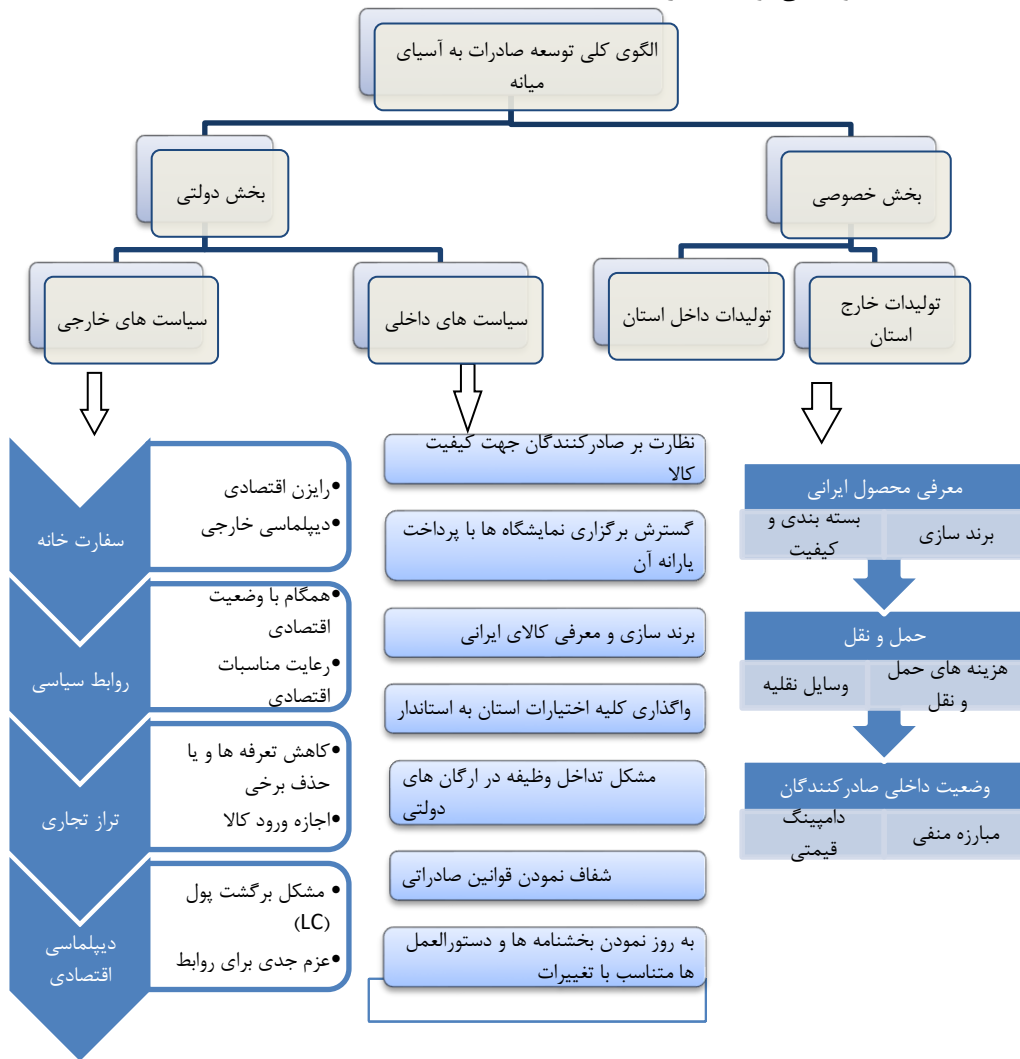 الگوی کلی توسعه صادرات به آسیای
میانه
بخش خصوصی
بخش دولتی
تولیدات خارج
استان
تولیدات داخل استان
سیاست های داخلی
سیاست های خارجی
معرفی محصول ایرانی
برند سازی
بسته بندی و
کیفیت
حمل و نقل
هزینه های حمل
و نقل
وسایل نقلیه
وضعیت داخلی صادرکنندگان
مبارزه منفی
دامپینگ
قیمتی
نظارت بر صادرکنندگان جهت کیفیت
کالا
گسترش برگزاری نمایشگاه ها با پرداخت
یارانه آن
برند سازی و معرفی کالای ایرانی
واگذاری کلیه اختیارات استان به استاندار
مشکل تداخل وظیفه در ارگان های
دولتی
شفاف نمودن قوانین صادراتی
به روز نمودن بخشنامه ها و دستورالعمل
ها متناسب با تغییرات
سفارت خانه
•رایزن اقتصادی
•دیپلماسی خارجی
روابط سیاسی
•همگام با وضعیت
اقتصادی
•رعایت مناسبات
اقتصادی
تراز تجاری
•کاهش تعرفه ها و یا
حذف برخی
•اجازه ورود کالا
دیپلماسی
اقتصادی
• مشکل برگشت پول
(LC)
•عزم جدی برای روابط